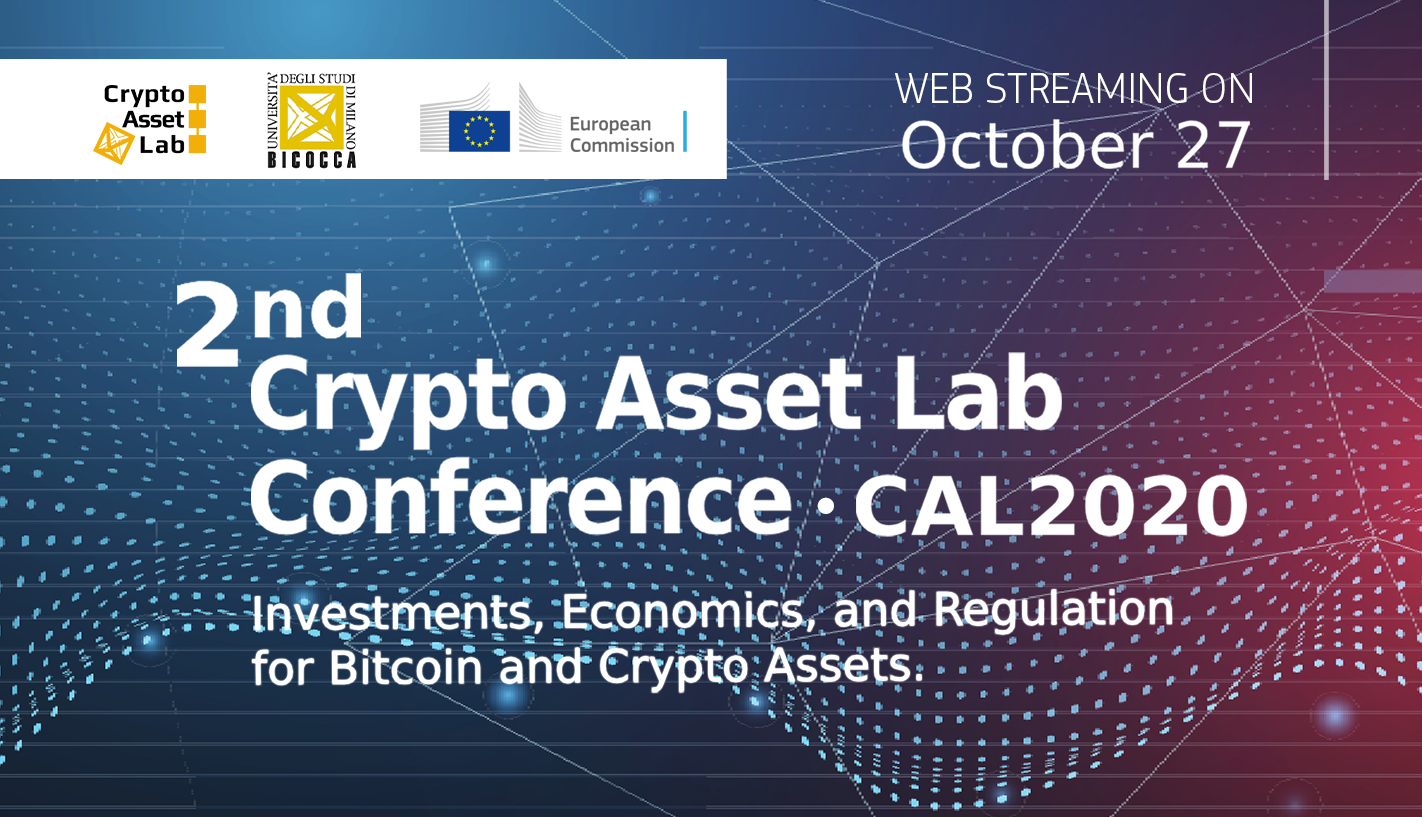 Crypto
Asset
Lab
UNIVERSITA' DEGLI STUDI DI MILANO
BICOCCA
European
Commission
WEB STREAMING ON
October 27
2nd
Crypto Asset Lab
Conference · CAL2020
Investments, Economics, and Regulation
for Bitcoin and Crypto Assets.